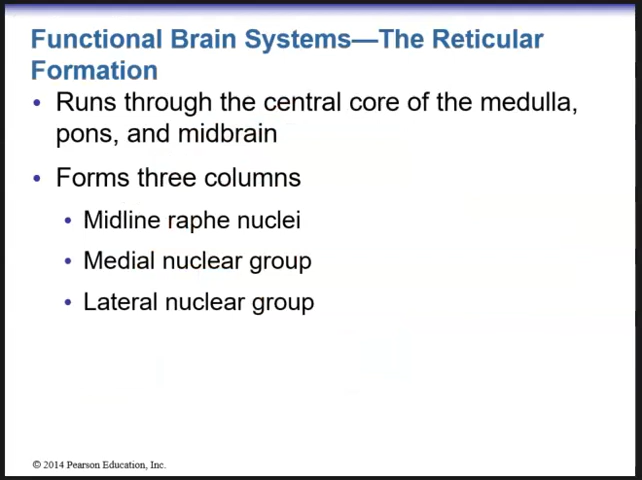 Functional Brain Systems—The Reticular
Formation
• Runs through the central core of the medulla,
pons, and midbrain
• Forms three columns
• Midline raphe nuclei
• Medial nuclear group
• Lateral nuclear group
© 2014 Pearson Education, Inc.